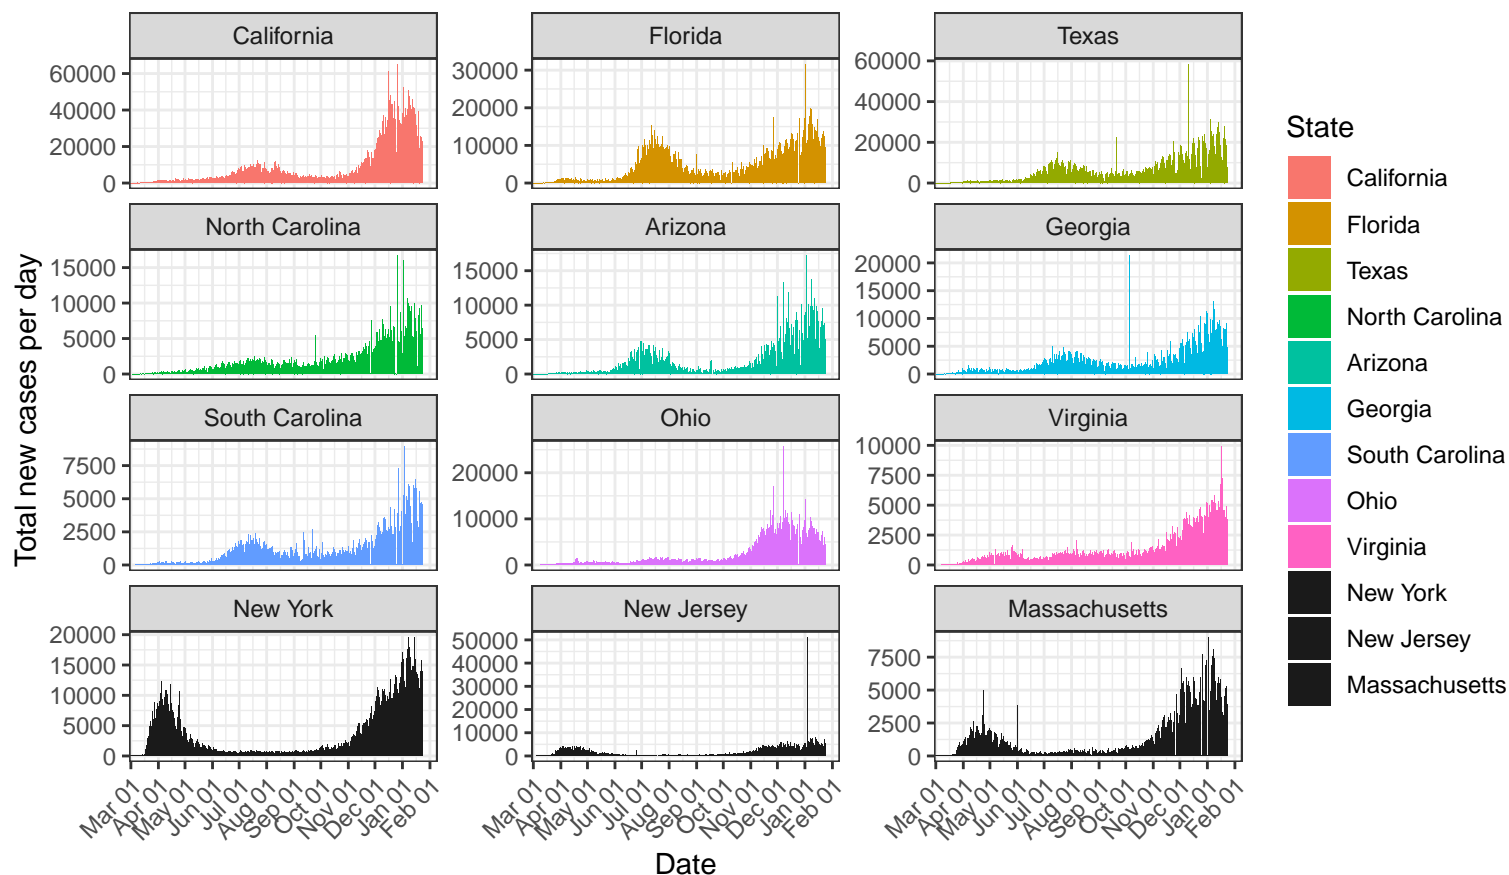 California
Florida
Texas
60000
40000
20000
0
30000
20000
10000
0
60000
40000
20000
0
North Carolina
Arizona
Georgia
15000
10000
5000
0
15000
10000
5000
0
20000
15000
10000
5000
0
South Carolina
Ohio
Virginia
7500
5000
2500
0
20000
10000
0
10000
7500
5000
2500
0
New York
New Jersey
Massachusetts
20000
15000
10000
5000
0
50000
40000
30000
20000
10000
0
7500
5000
2500
0
Mar 01
Apr 01
May 01
Jun 01
Jul 01
Aug 01
Sep 01
Oct 01
Nov 01
Dec 01
Jan 01
Feb 01
Mar 01
Apr 01
May 01
Jun 01
Jul 01
Aug 01
Sep 01
Oct 01
Nov 01
Dec 01
Jan 01
Feb 01
Mar 01
Apr 01
May 01
Jun 01
Jul 01
Aug 01
Sep 01
Oct 01
Nov 01
Dec 01
Jan 01
Feb 01
Date
Total new cases per day
State
California
Florida
Texas
North Carolina
Arizona
Georgia
South Carolina
Ohio
Virginia
New York
New Jersey
Massachusetts